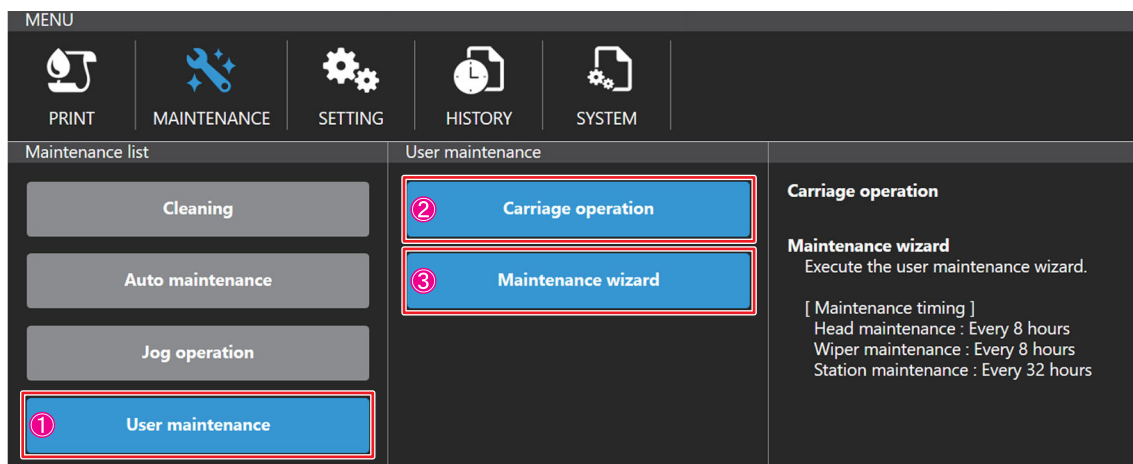 MENU
PRINT
MAINTENANCE
SETTING
HISTORY
SYSTEM
Maintenance list
Cleaning
Auto maintenance
Jog operation
① User maintenance
User maintenance
② Carriage operation
③ Maintenance wizard
Carriage operation
Maintenance wizard
Execute the user maintenance wizard.
[ Maintenance timing ]
Head maintenance : Every 8 hours
Wiper maintenance : Every 8 hours
Station maintenance : Every 32 hours